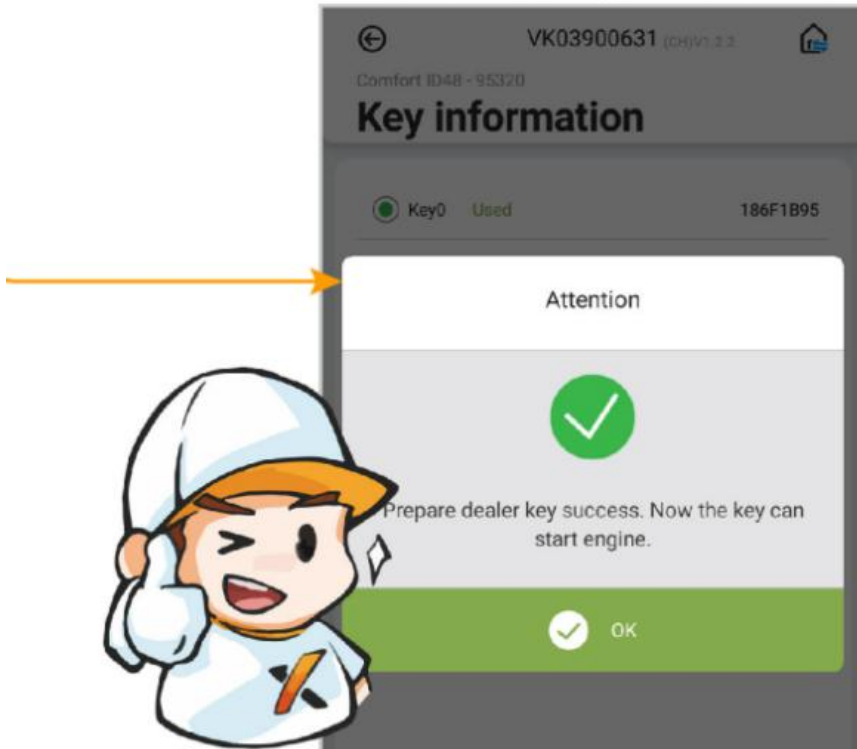 VK03900631 (CH)V1.2.2
Comfort ID48 - 95320
Key information
Key0 Used 186F1B95
Attention
Prepare dealer key success. Now the key can
start engine.
OK